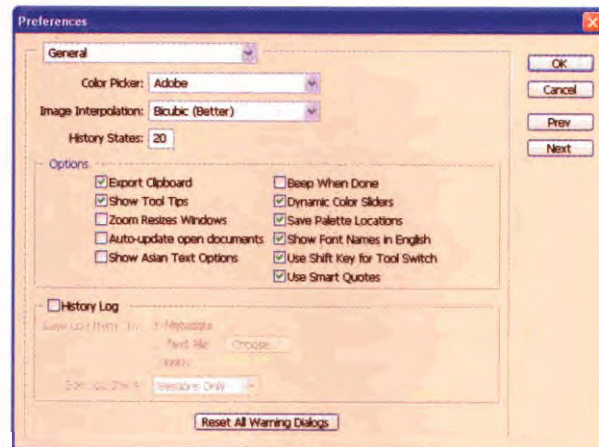 Preferences
General
OK
Color Picker: Adobe
Cancel
Image Interpolation: Bicubic (Better)
Prev
History States: 20
Next
Options
Export Clipboard
Beep When Done
Show Tool Tips
Dynamic Color Sliders
Zoom Resizes Windows
Save Palette Locations
Auto-update open documents
Show Font Names in English
Show Asian Text Options
Use Shift Key for Tool Switch
Use Smart Quotes
History Log
Metadata
Text File Choose...
Sessions Only
Reset All Warning Dialogs